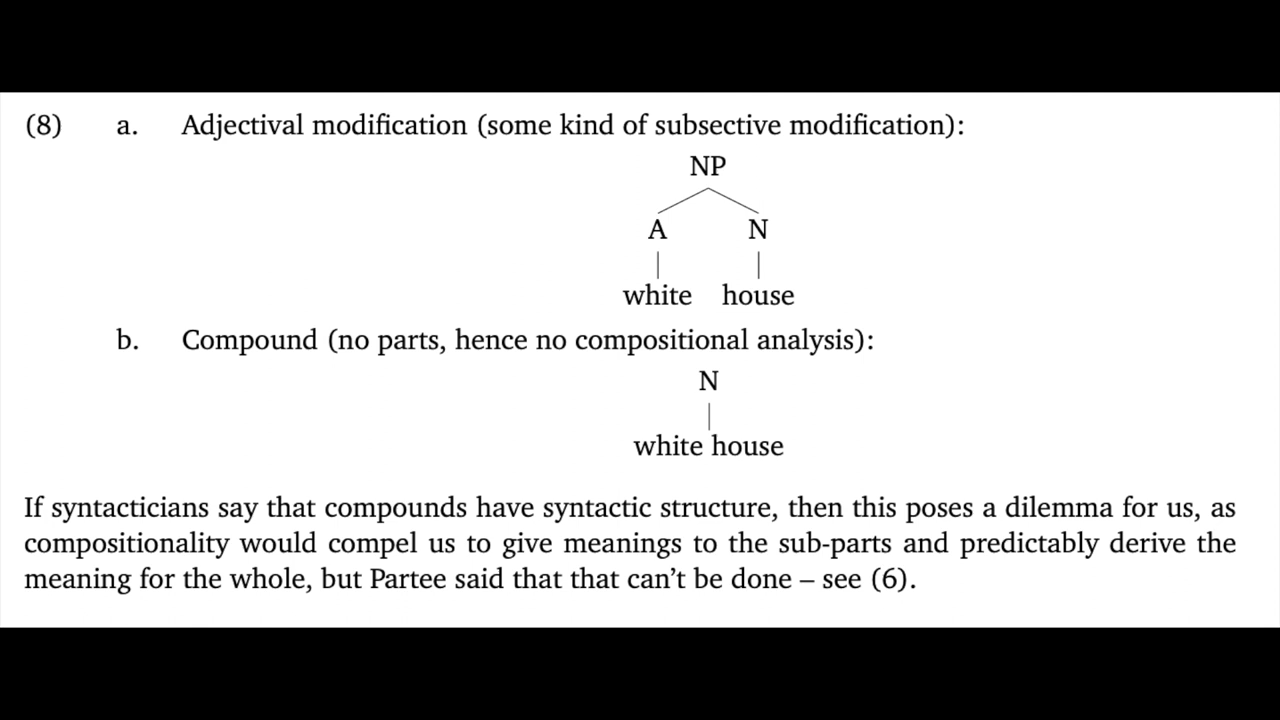 (8) a. Adjectival modification (some kind of subsective modification):
NP
A N
white house
b. Compound (no parts, hence no compositional analysis):
N
white house
If syntacticians say that compounds have syntactic structure, then this poses a dilemma for us, as
compositionality would compel us to give meanings to the sub-parts and predictably derive the
meaning for the whole, but Partee said that that can’t be done – see (6).